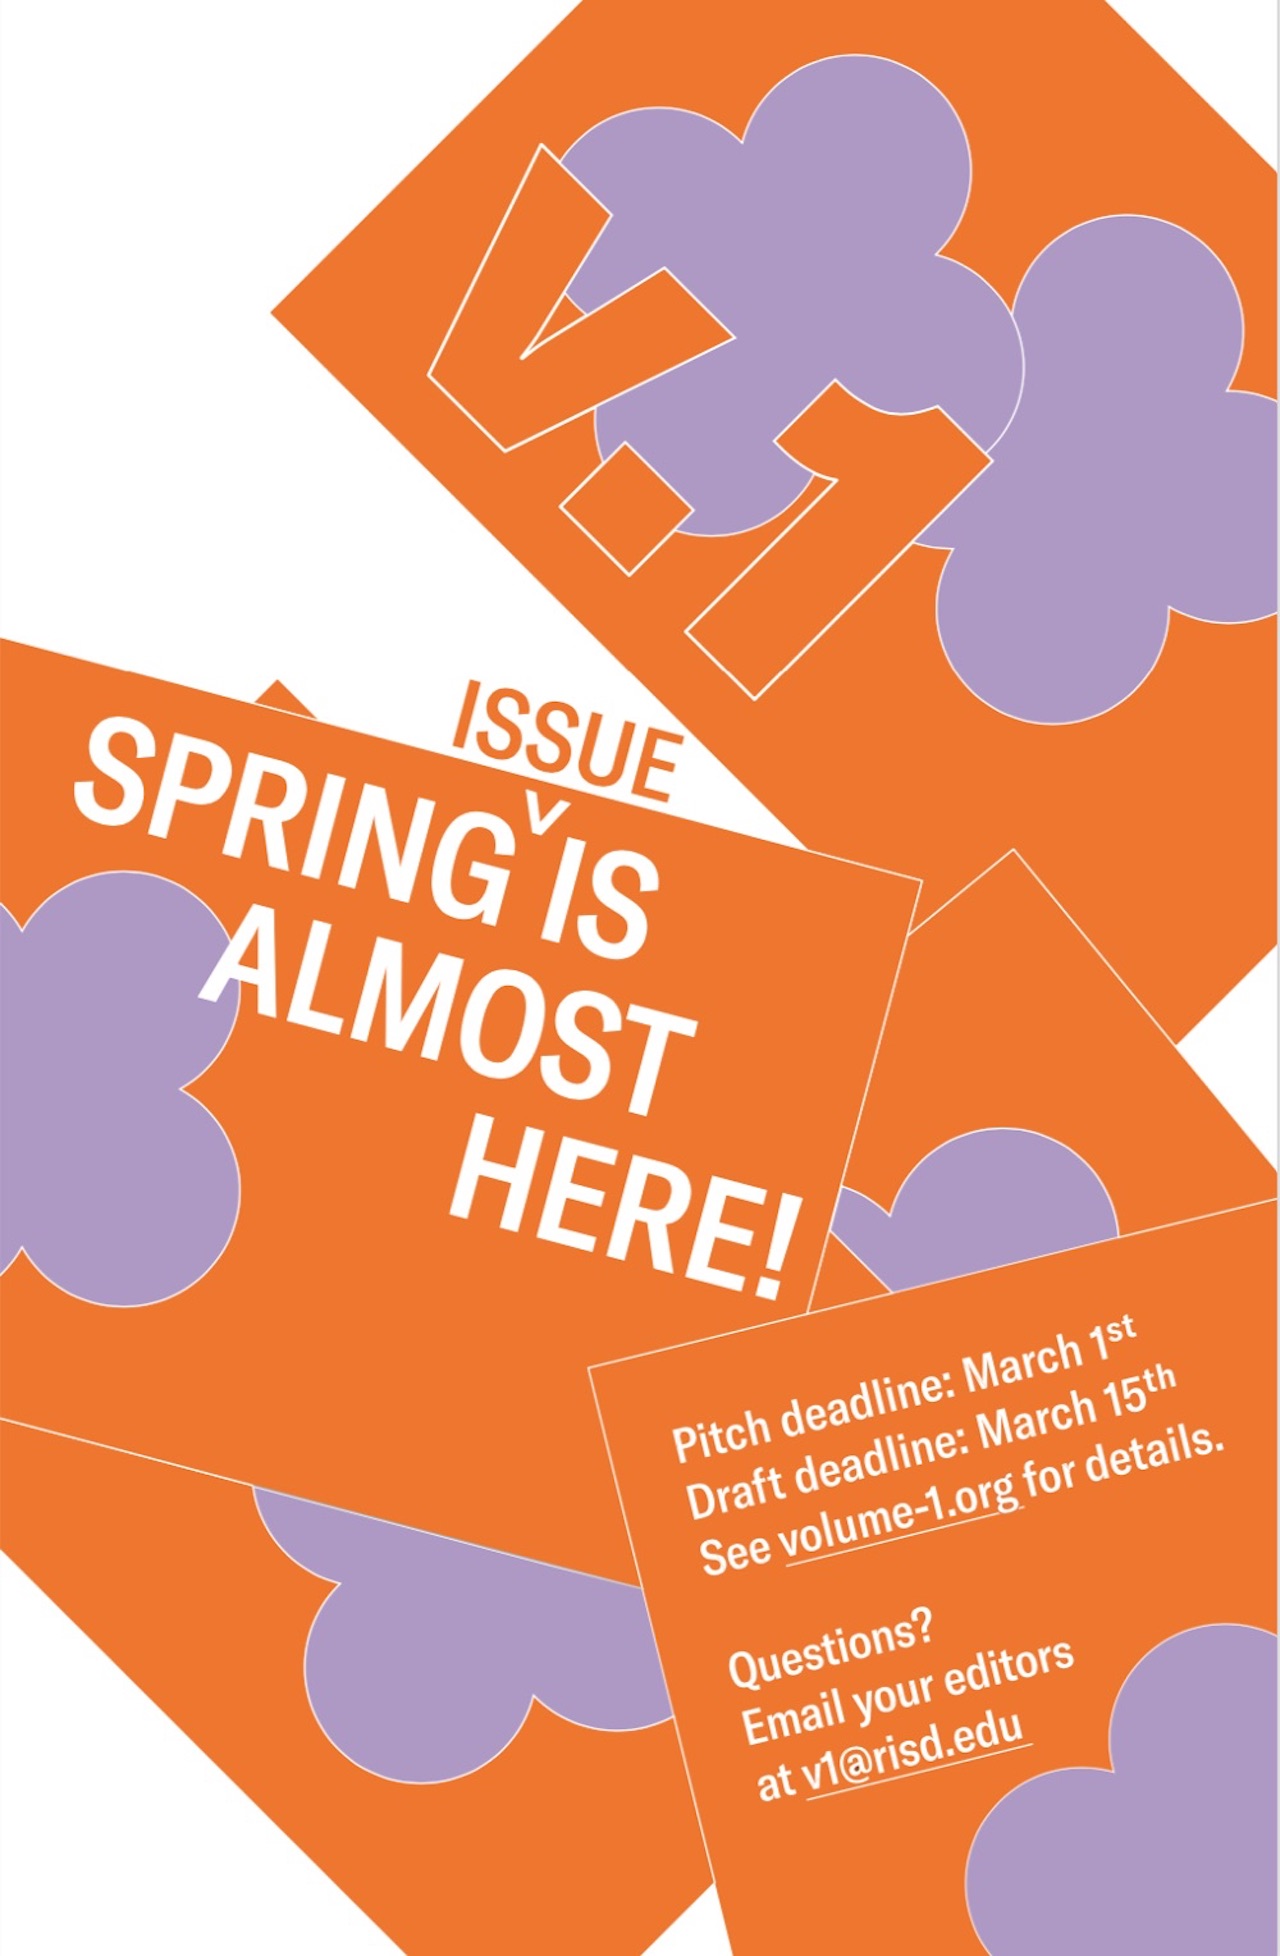 V.1
ISSUE
SPRING ˇ IS
ALMOST
HERE!
Pitch deadline: March 1st
Draft deadline: March 15th
See volume-1.org for details.
Questions?
Email your editors
at v1@risd.edu